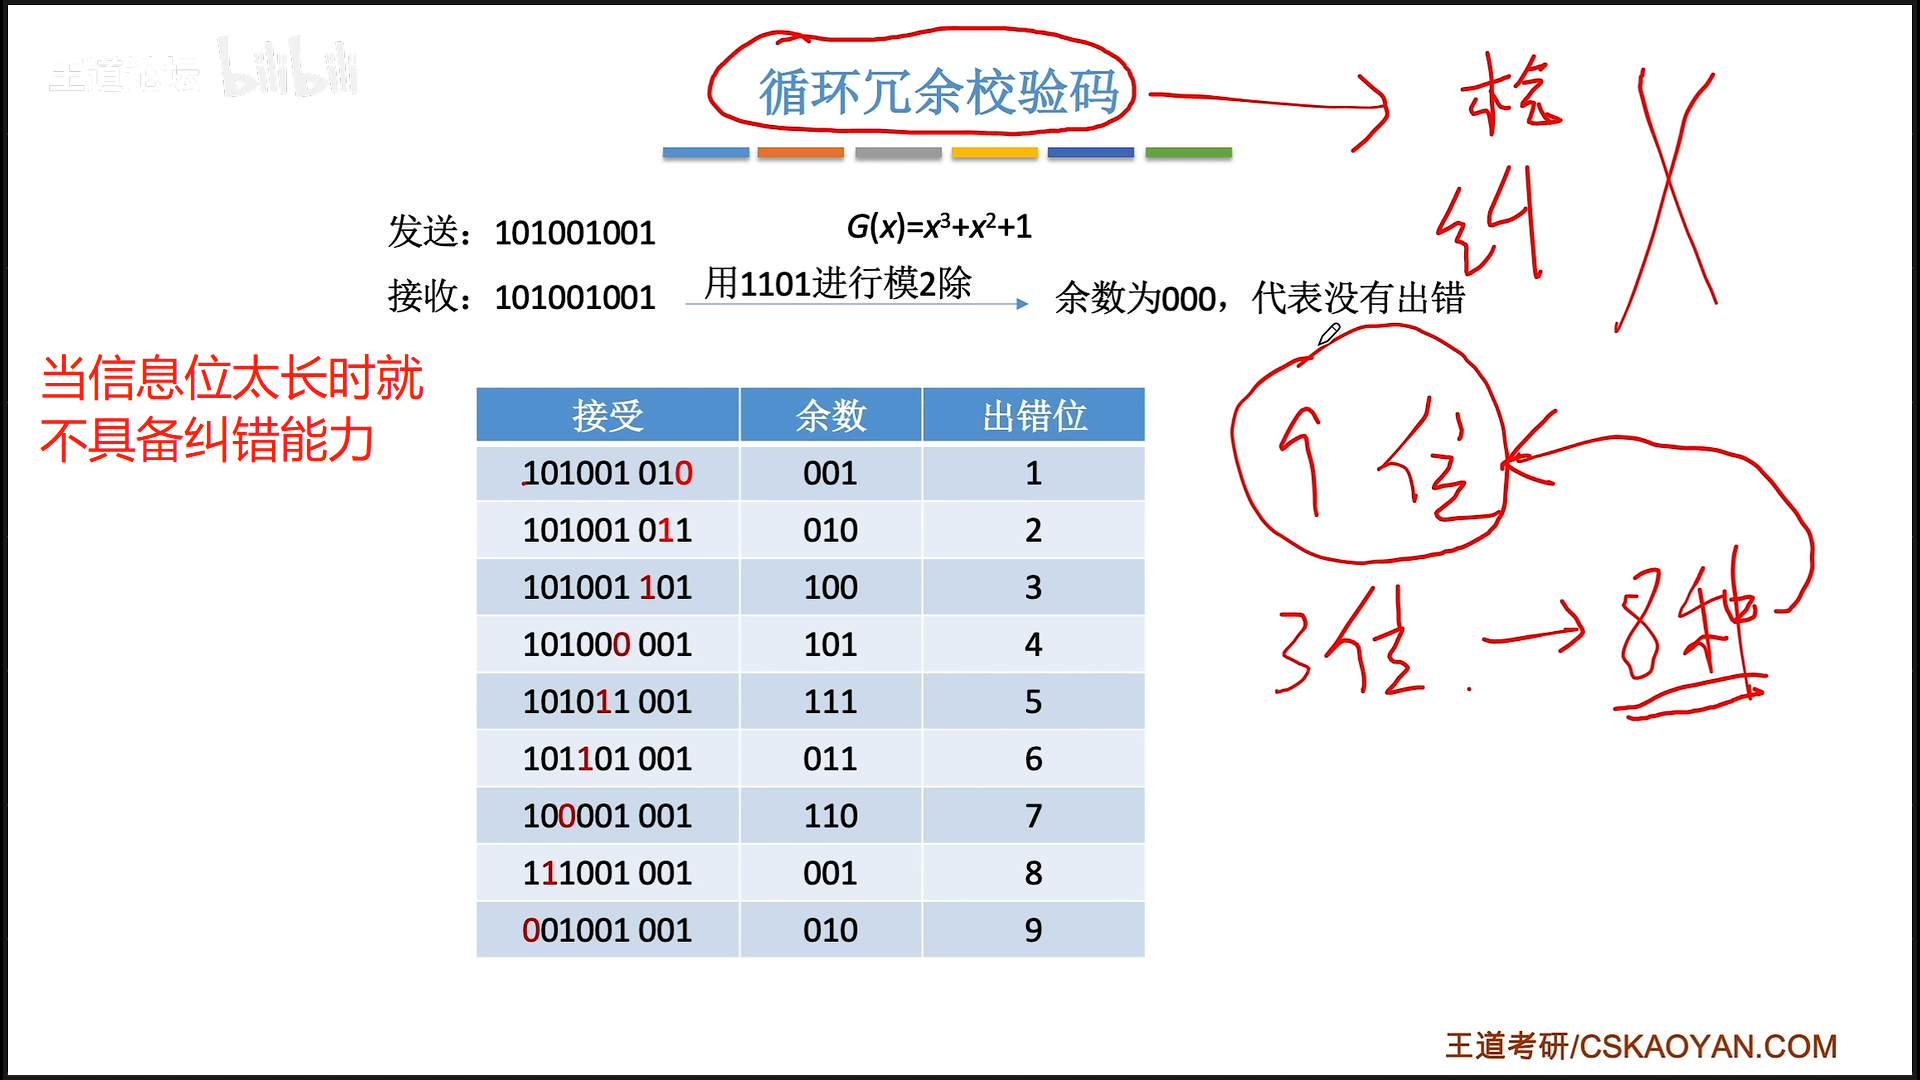 王道论坛 bilibili
循环冗余校验码
检
纠
发送：101001001
G(x)=x³+x²+1
接收：101001001
用1101进行模2除
余数为000，代表没有出错
当信息位太长时就
不具备纠错能力
接受 余数 出错位
101001 010 001 1
101001 011 010 2
101001 101 100 3
101000 001 101 4
101011 001 111 5
101101 001 011 6
100001 001 110 7
111001 001 001 8
001001 001 010 9
个位
3位 → 8种
王道考研/CSKAOYAN.COM